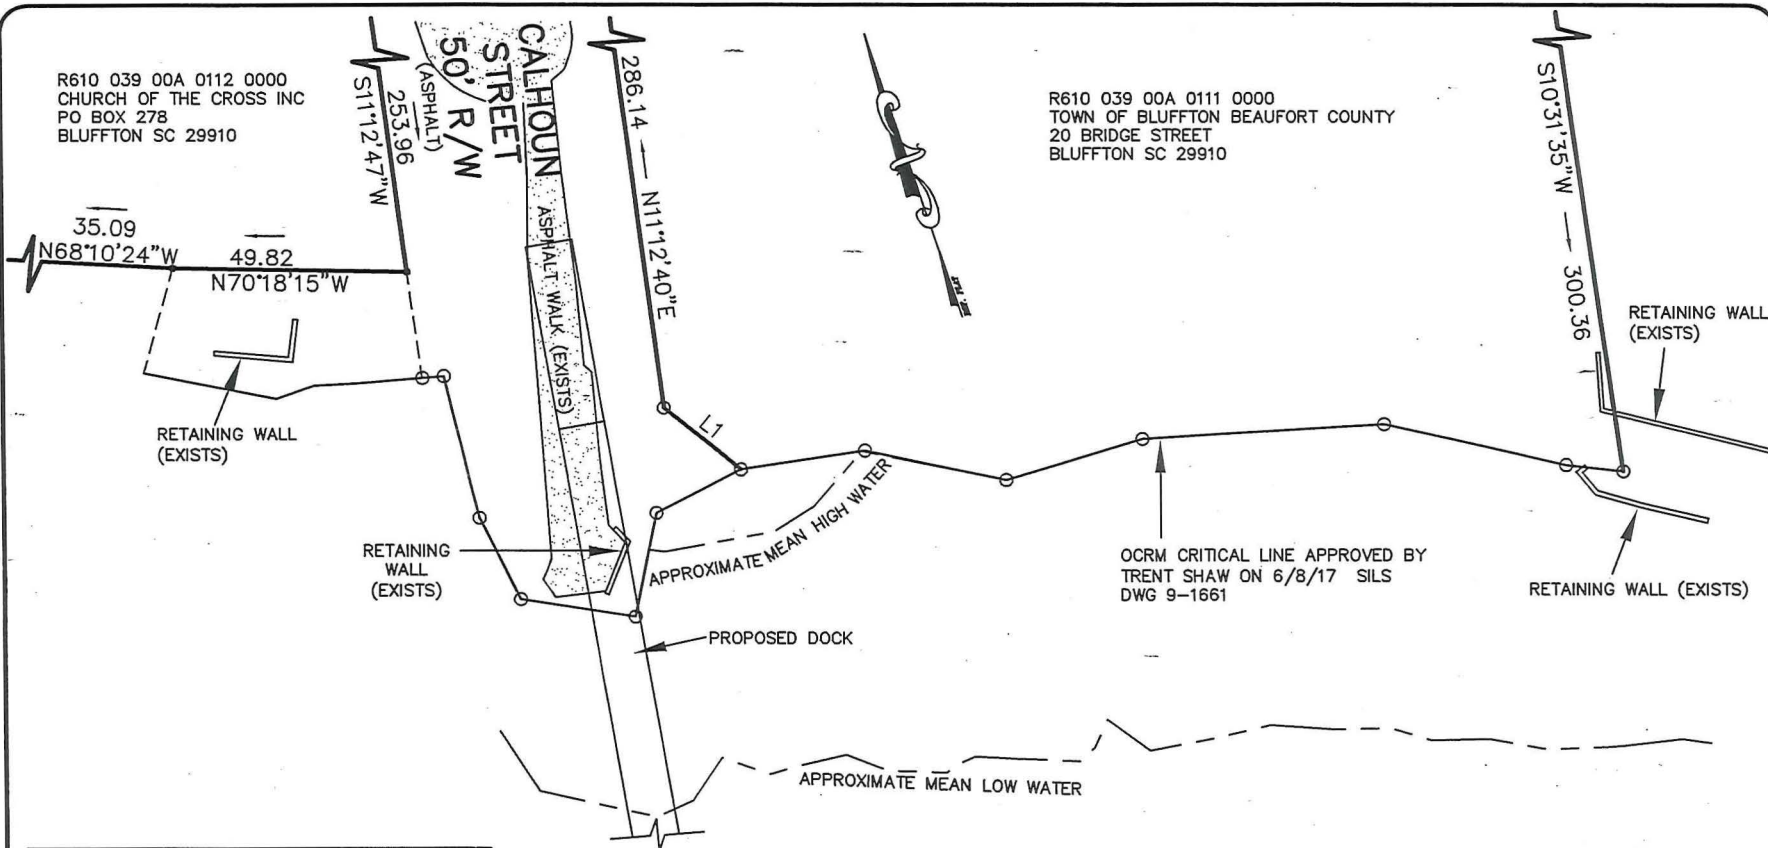 R610 039 00A 0112 0000
CHURCH OF THE CROSS INC
PO BOX 278
BLUFFTON SC 29910
S11°12'47"W
253.96
CALHOUN
STREET
50' R/W
(ASPHALT)
286.14
N11°12'40"E
R610 039 00A 0111 0000
TOWN OF BLUFFTON BEAUFORT COUNTY
20 BRIDGE STREET
BLUFFTON SC 29910
S10°31'35"W
300.36
35.09
N68°10'24"W
49.82
N70°18'15"W
ASPHALT WALK (EXISTS)
RETAINING WALL
(EXISTS)
RETAINING WALL
(EXISTS)
L1
RETAINING
WALL
(EXISTS)
APPROXIMATE MEAN HIGH WATER
OCRM CRITICAL LINE APPROVED BY
TRENT SHAW ON 6/8/17 SILS
DWG 9-1661
RETAINING WALL (EXISTS)
PROPOSED DOCK
APPROXIMATE MEAN LOW WATER